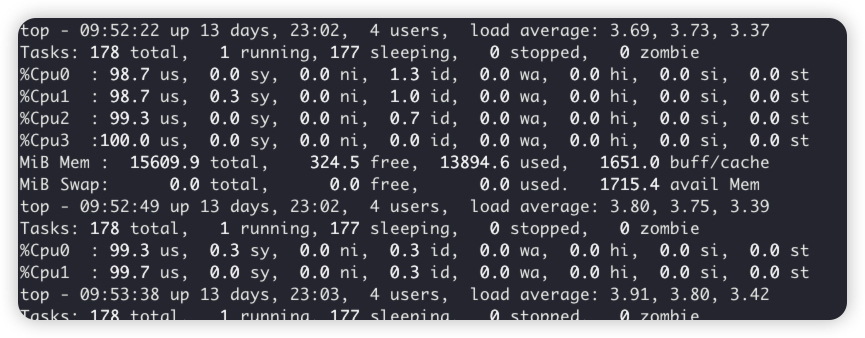 top - 09:52:22 up 13 days, 23:02,  4 users,  load average: 3.69, 3.73, 3.37
Tasks: 178 total,   1 running, 177 sleeping,   0 stopped,   0 zombie
%Cpu0  : 98.7 us,  0.0 sy,  0.0 ni,  1.3 id,  0.0 wa,  0.0 hi,  0.0 si,  0.0 st
%Cpu1  : 98.7 us,  0.3 sy,  0.0 ni,  1.0 id,  0.0 wa,  0.0 hi,  0.0 si,  0.0 st
%Cpu2  : 99.3 us,  0.0 sy,  0.0 ni,  0.7 id,  0.0 wa,  0.0 hi,  0.0 si,  0.0 st
%Cpu3  :100.0 us,  0.0 sy,  0.0 ni,  0.0 id,  0.0 wa,  0.0 hi,  0.0 si,  0.0 st
MiB Mem :  15609.9 total,    324.5 free,  13894.6 used,   1651.0 buff/cache
MiB Swap:      0.0 total,      0.0 free,      0.0 used.   1715.4 avail Mem
top - 09:52:49 up 13 days, 23:02,  4 users,  load average: 3.80, 3.75, 3.39
Tasks: 178 total,   1 running, 177 sleeping,   0 stopped,   0 zombie
%Cpu0  : 99.3 us,  0.3 sy,  0.0 ni,  0.3 id,  0.0 wa,  0.0 hi,  0.0 si,  0.0 st
%Cpu1  : 99.7 us,  0.0 sy,  0.0 ni,  0.3 id,  0.0 wa,  0.0 hi,  0.0 si,  0.0 st
top - 09:53:38 up 13 days, 23:03,  4 users,  load average: 3.91, 3.80, 3.42
Tasks: 178 total,   1 running, 177 sleeping,   0 stopped,   0 zombie